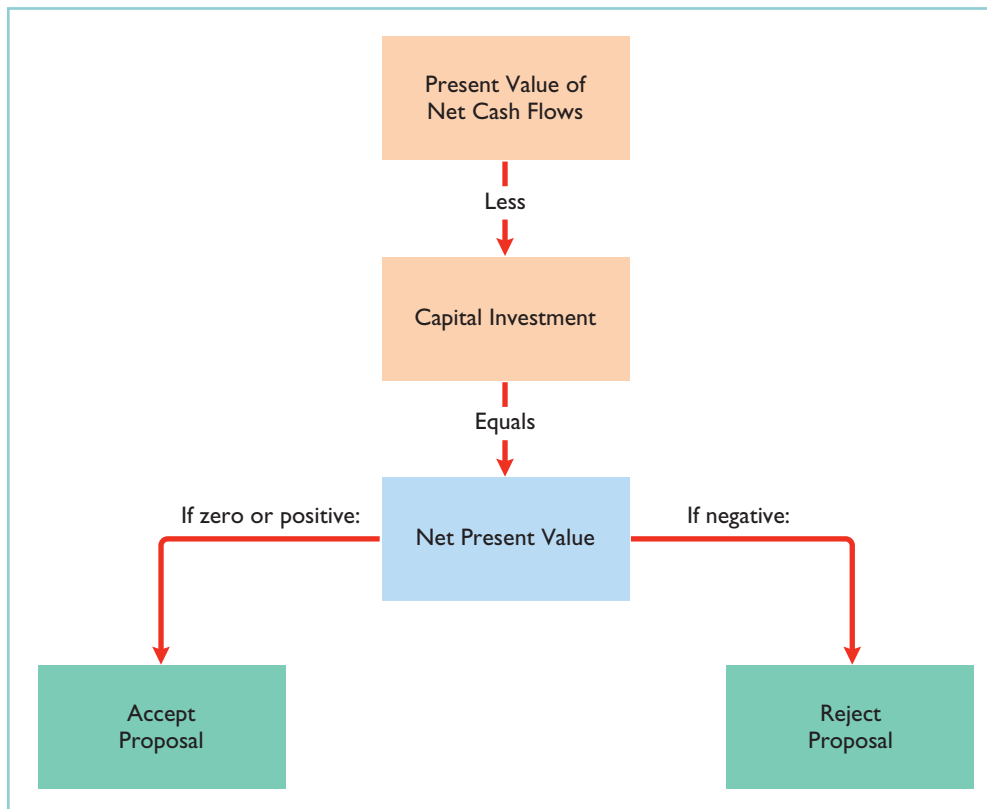 Present Value of
Net Cash Flows
Less
Capital Investment
Equals
If zero or positive:
Net Present Value
If negative:
Accept
Proposal
Reject
Proposal